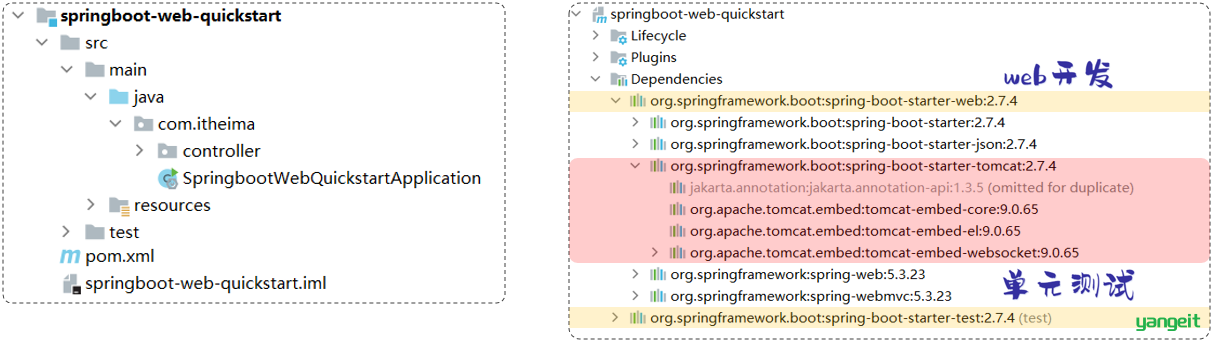 springboot-web-quickstart
src
main
java
com.itheima
controller
SpringbootWebQuickstartApplication
resources
test
pom.xml
springboot-web-quickstart.iml
springboot-web-quickstart
Lifecycle
Plugins
Dependencies
web开发
org.springframework.boot:spring-boot-starter-web:2.7.4
org.springframework.boot:spring-boot-starter:2.7.4
org.springframework.boot:spring-boot-starter-json:2.7.4
org.springframework.boot:spring-boot-starter-tomcat:2.7.4
jakarta.annotation:jakarta.annotation-api:1.3.5 (omitted for duplicate)
org.apache.tomcat.embed:tomcat-embed-core:9.0.65
org.apache.tomcat.embed:tomcat-embed-el:9.0.65
org.apache.tomcat.embed:tomcat-embed-websocket:9.0.65
org.springframework:spring-web:5.3.23
单元测试
org.springframework:spring-webmvc:5.3.23
org.springframework.boot:spring-boot-starter-test:2.7.4 (test)
yangeit